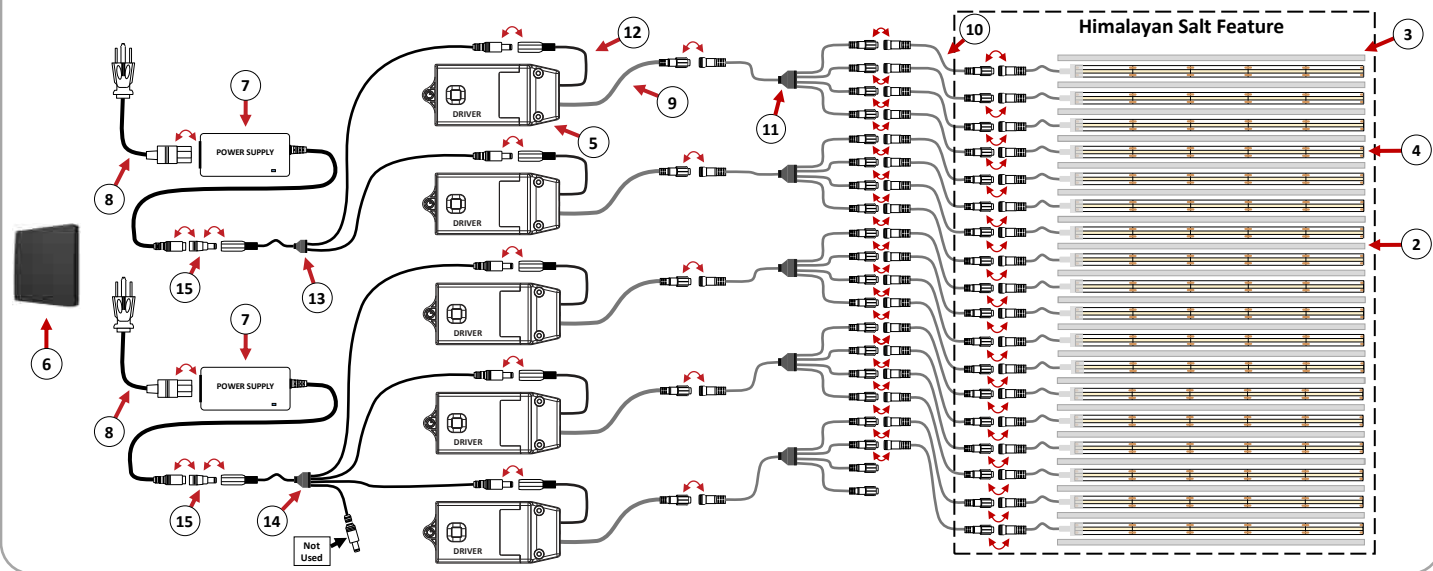 Himalayan Salt Feature
12
10
3
7
9
8
POWER SUPPLY
DRIVER
5
11
4
DRIVER
15
13
2
6
7
8
POWER SUPPLY
DRIVER
DRIVER
15
14
Not
Used
DRIVER